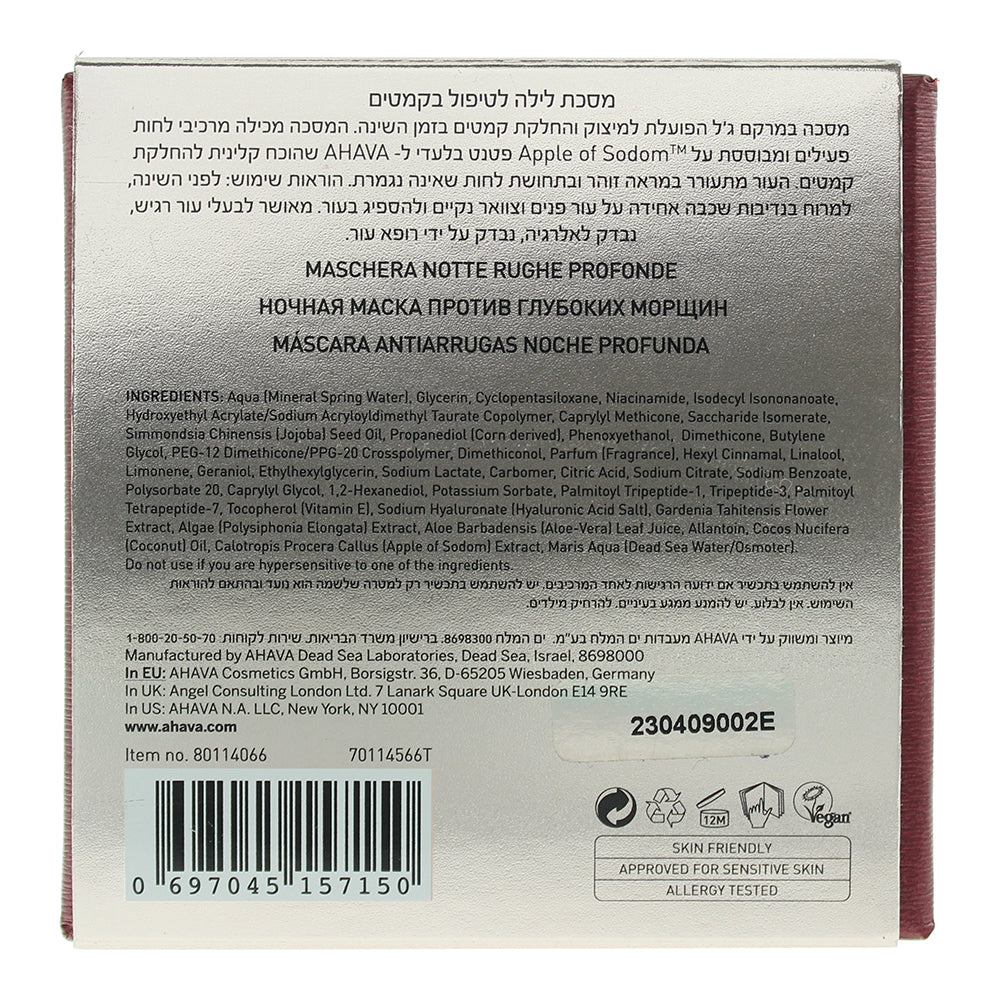 מסכת לילה לטיפול בקמטים
מסכה במרקם ג'ל הפועלת למיצוק והחלקת קמטים בזמן השינה. המסכה מכילה מרכיבי לחות
פעילים ומבוססת על Apple of Sodom™ פטנט בלעדי ל- AHAVA שהוכח קלינית להחלקת
קמטים. העור מתעורר במראה זוהר ובתחושת לחות שאינה נגמרת. הוראות שימוש: לפני השינה,
למרוח בנדיבות שכבה אחידה על עור פנים וצוואר נקיים ולהספיג בעור. מאושר לבעלי עור רגיש,
נבדק לאלרגיה, נבדק על ידי רופא עור.
MASCHERA NOTTE RUGHE PROFONDE
НОЧНАЯ МАСКА ПРОТИВ ГЛУБОКИХ МОРЩИН
MÁSCARA ANTIARRUGAS NOCHE PROFUNDA
INGREDIENTS: Aqua (Mineral Spring Water), Glycerin, Cyclopentasiloxane, Niacinamide, Isodecyl Isononanoate,
Hydroxyethyl Acrylate/Sodium Acryloyldimethyl Taurate Copolymer, Caprylyl Methicone, Saccharide Isomerate,
Simmondsia Chinensis (Jojoba) Seed Oil, Propanediol (Corn derived), Phenoxyethanol, Dimethicone, Butylene
Glycol, PEG-12 Dimethicone/PPG-20 Crosspolymer, Dimethiconol, Parfum (Fragrance), Hexyl Cinnamal, Linalool,
Limonene, Geraniol, Ethylhexylglycerin, Sodium Lactate, Carbomer, Citric Acid, Sodium Citrate, Sodium Benzoate,
Polysorbate 20, Caprylyl Glycol, 1,2-Hexanediol, Potassium Sorbate, Palmitoyl Tripeptide-1, Tripeptide-3, Palmitoyl
Tetrapeptide-7, Tocopherol (Vitamin E), Sodium Hyaluronate (Hyaluronic Acid Salt), Gardenia Tahitensis Flower
Extract, Algae (Polysiphonia Elongata) Extract, Aloe Barbadensis (Aloe-Vera) Leaf Juice, Allantoin, Cocos Nucifera
(Coconut) Oil, Calotropis Procera Callus (Apple of Sodom) Extract, Maris Aqua (Dead Sea Water/Osmoter).
Do not use if you are hypersensitive to one of the ingredients.
אין להשתמש בתכשיר אם ידועה הרגישות לאחד המרכיבים. יש להשתמש בתכשיר רק למטרה שלשמה הוא נועד ובהתאם להוראות
השימוש. אין לבלוע. יש להמנע ממגע בעיניים. להרחיק מילדים.
מיוצר ומשווק על ידי AHAVA מעבדות ים המלח בע"מ. ים המלח 8698300. ברישיון משרד הבריאות. שירות לקוחות: 1-800-20-50-70
Manufactured by AHAVA Dead Sea Laboratories, Dead Sea, Israel, 8698000
In EU: AHAVA Cosmetics GmbH, Borsigstr. 36, D-65205 Wiesbaden, Germany
In UK: Angel Consulting London Ltd. 7 Lanark Square UK-London E14 9RE
In US: AHAVA N.A. LLC, New York, NY 10001
www.ahava.com
230409002E
Item no. 80114066 70114566T
12M
Vegan
0 697045 157150
SKIN FRIENDLY
APPROVED FOR SENSITIVE SKIN
ALLERGY TESTED